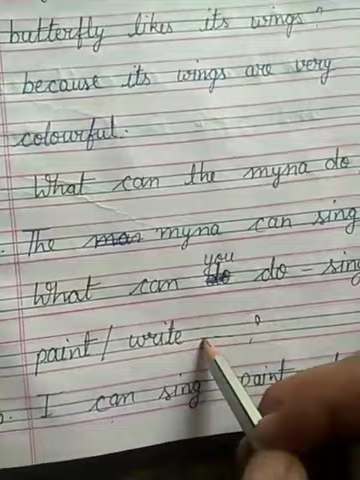 butterfly likes its wings?
because its wings are very
colourful.
What can the myna do
. The man myna can sing
you
What can do do - sing
paint / write ?
. I can sing paint